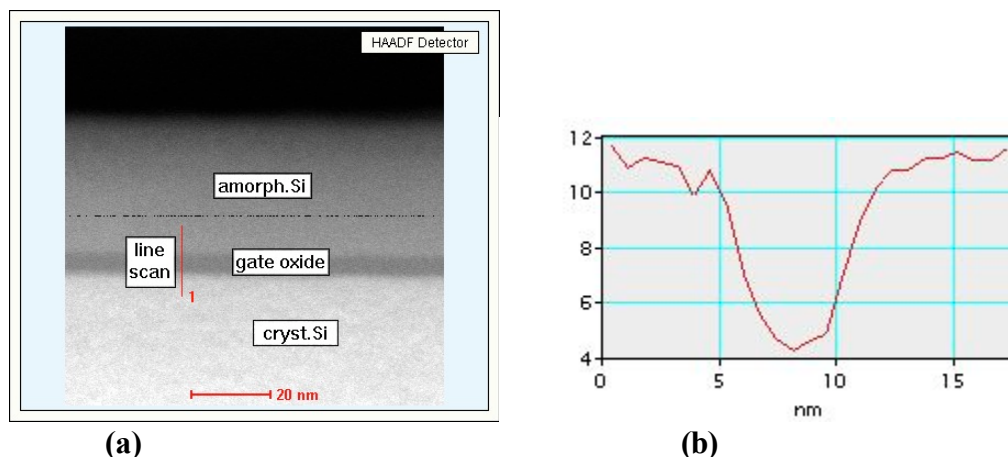 HAADF Detector
amorph.Si
line
scan
gate oxide
1
cryst.Si
20 nm
(a)
12
10
8
6
4
0
5
10
15
nm
(b)